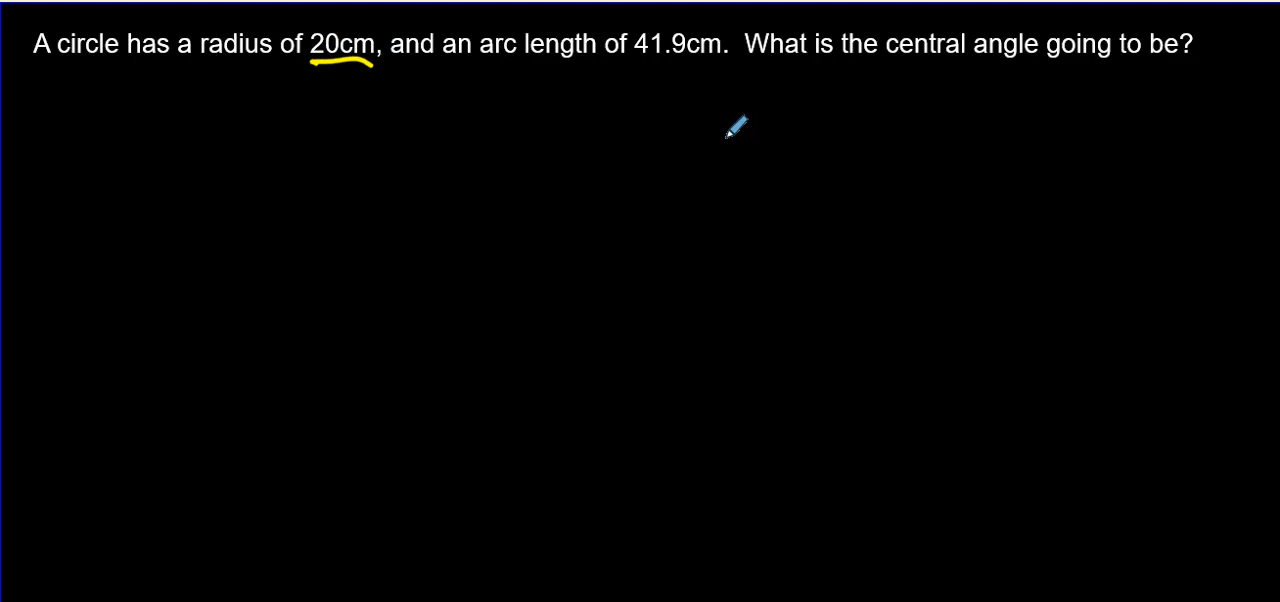 A circle has a radius of 20cm, and an arc length of 41.9cm.  What is the central angle going to be?